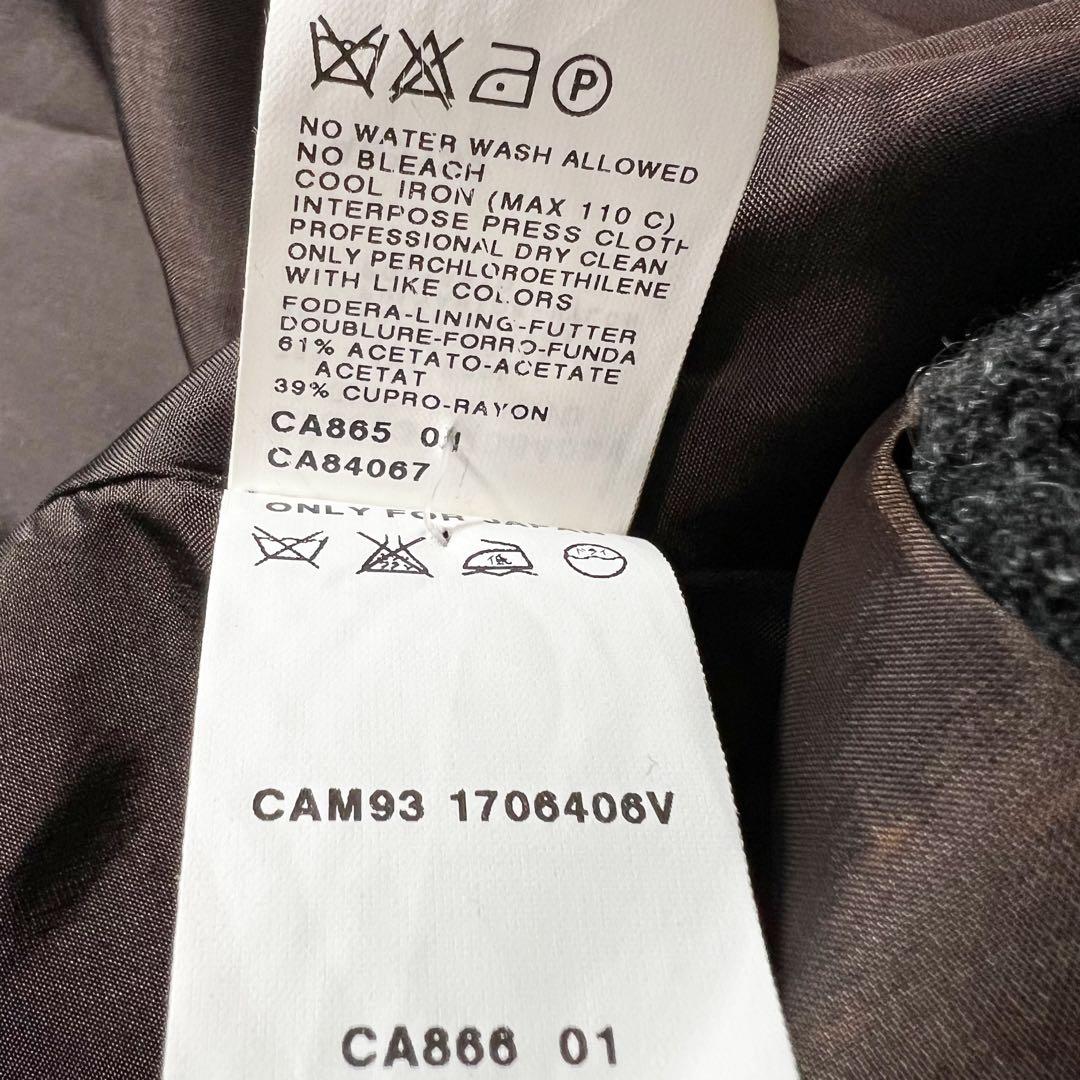 P
NO WATER WASH ALLOWED
NO BLEACH
COOL IRON (MAX 110 C)
INTERPOSE PRESS CLOTH
PROFESSIONAL DRY CLEAN
ONLY PERCHLOROETHILENE
WITH LIKE COLORS
FODERA-LINING-FUTTER
DOUBLURE-FORRO-FUNDA
61% ACETATO-ACETATE
ACETAT
39% CUPRO-RAYON
CA865 01
CA84067
ONLY FOR JAPAN
低
CAM93 1706406V
CA866 01